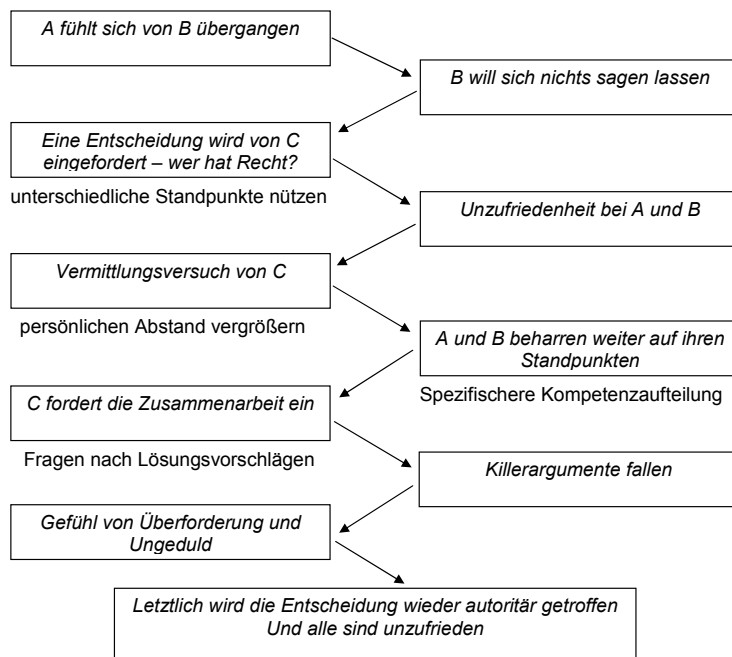 A fühlt sich von B übergangen
B will sich nichts sagen lassen
Eine Entscheidung wird von C
eingefordert – wer hat Recht?
unterschiedliche Standpunkte nützen
Unzufriedenheit bei A und B
Vermittlungsversuch von C
persönlichen Abstand vergrößern
A und B beharren weiter auf ihren
Standpunkten
Spezifischere Kompetenzaufteilung
C fordert die Zusammenarbeit ein
Fragen nach Lösungsvorschlägen
Killerargumente fallen
Gefühl von Überforderung und
Ungeduld
Letztlich wird die Entscheidung wieder autoritär getroffen
Und alle sind unzufrieden